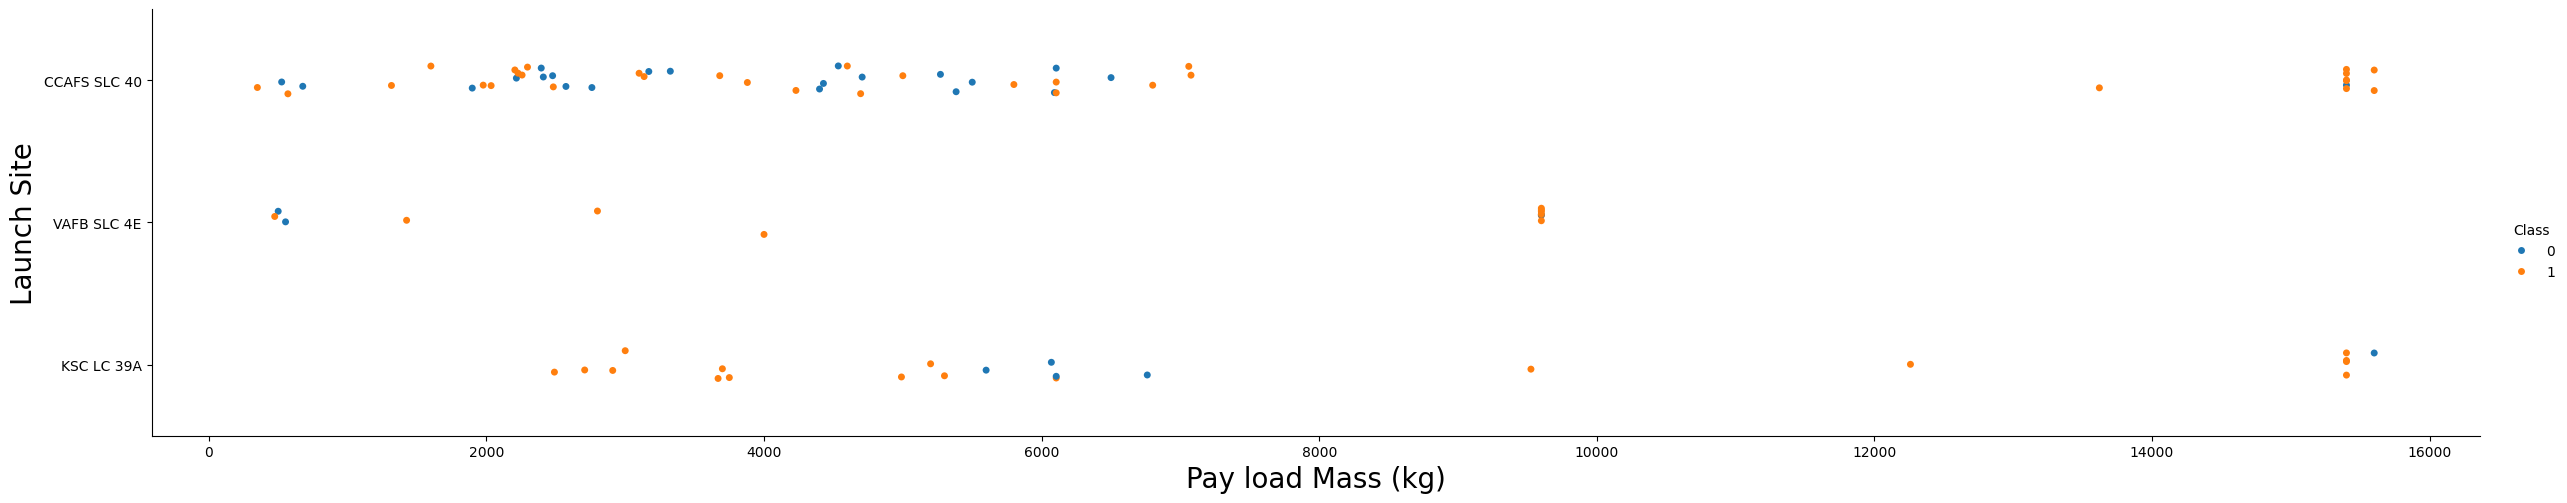 Launch Site
CCAFS SLC 40
VAFB SLC 4E
KSC LC 39A
0 2000 4000 6000 8000 10000 12000 14000 16000
Pay load Mass (kg)
Class
0
1